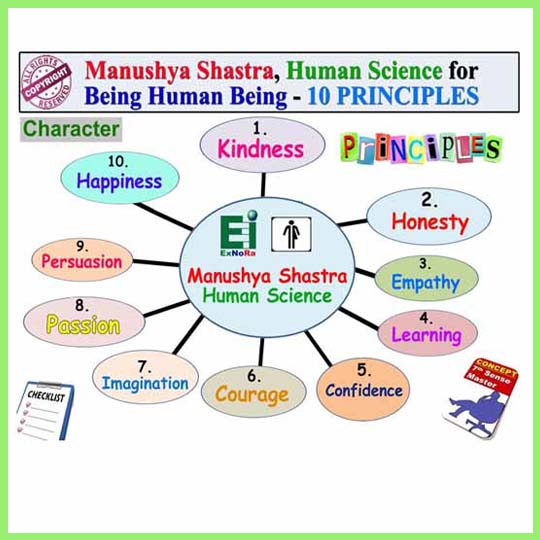 ALL RIGHTS
COPYRIGHT
RESERVED
Manushya Shastra, Human Science for
Being Human Being - 10 PRINCIPLES
Character
PRiNCiPLES
1.
Kindness
2.
Honesty
3.
Empathy
4.
Learning
5.
Confidence
6.
Courage
7.
Imagination
8.
Passion
9.
Persuasion
10.
Happiness
Ei
ExNoRa
Manushya Shastra
Human Science
CHECKLIST
CONCEPT
7th Sense
Master